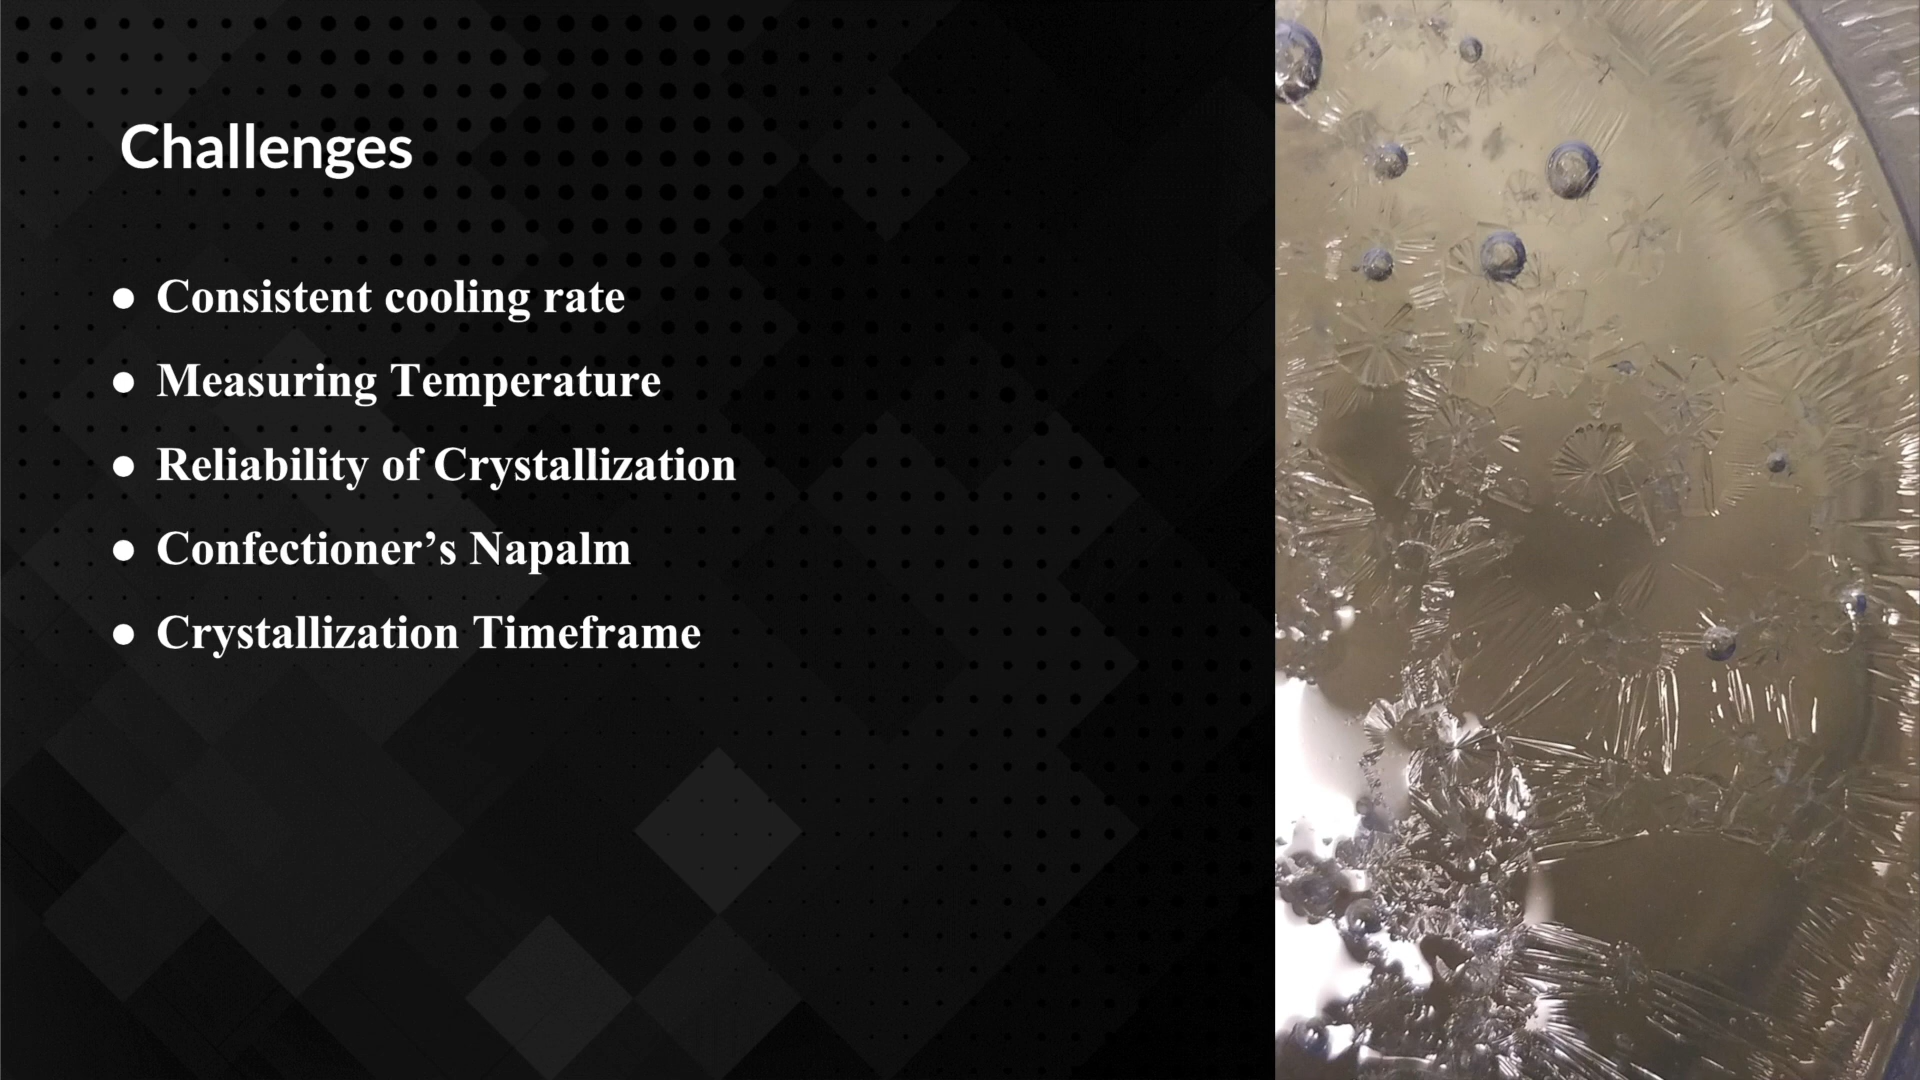 Challenges
● Consistent cooling rate
● Measuring Temperature
● Reliability of Crystallization
● Confectioner’s Napalm
● Crystallization Timeframe